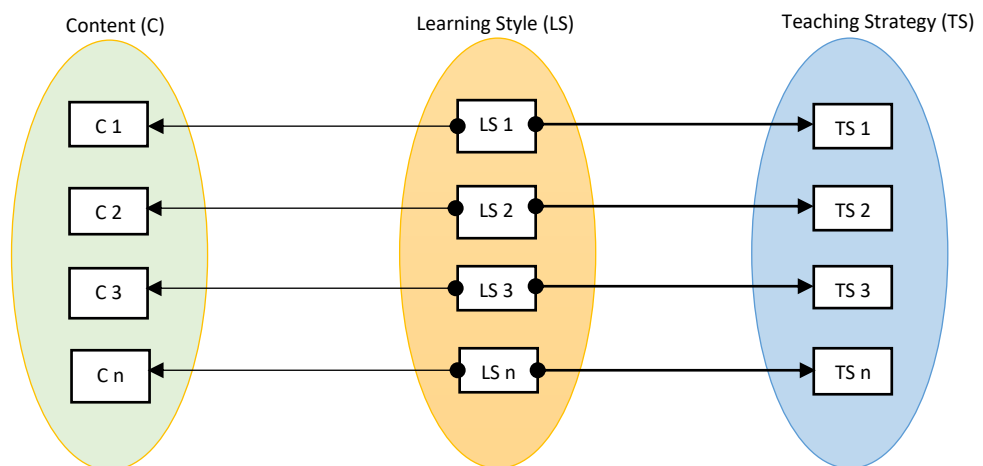 Content (C)
Learning Style (LS)
Teaching Strategy (TS)
C 1
LS 1
TS 1
C 2
LS 2
TS 2
C 3
LS 3
TS 3
C n
LS n
TS n